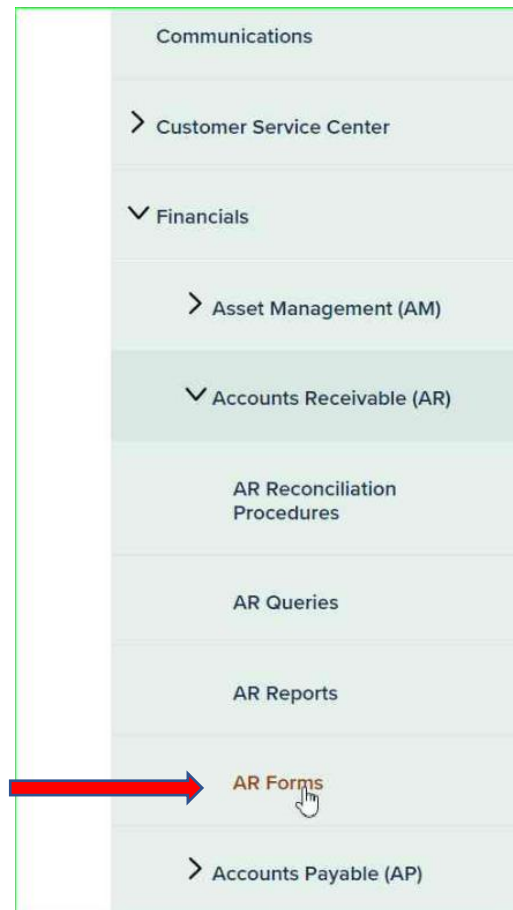 Communications
Customer Service Center
Financials
Asset Management (AM)
Accounts Receivable (AR)
AR Reconciliation
Procedures
AR Queries
AR Reports
AR Forms
Accounts Payable (AP)